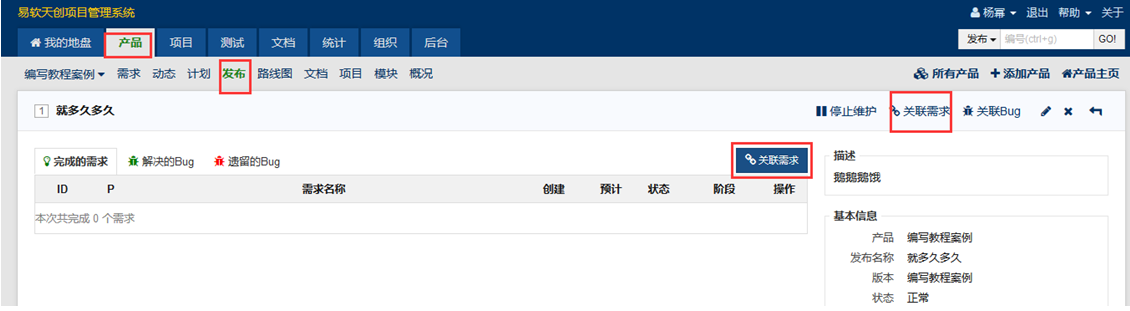 易软天创项目管理系统
杨幂 退出 帮助 关于
我的地盘 产品 项目 测试 文档 统计 组织 后台
发布 编号(ctrl+g) GO!
编写教程案例 需求 动态 计划 发布 路线图 文档 项目 模块 概况
所有产品 添加产品 产品主页
1 就多久多久
停止维护 关联需求 关联Bug
完成的需求 解决的Bug 遗留的Bug
关联需求
ID P 需求名称 创建 预计 状态 阶段 操作
本次共完成 0 个需求
描述
鹅鹅鹅饿
基本信息
产品 编写教程案例
发布名称 就多久多久
版本 编写教程案例
状态 正常